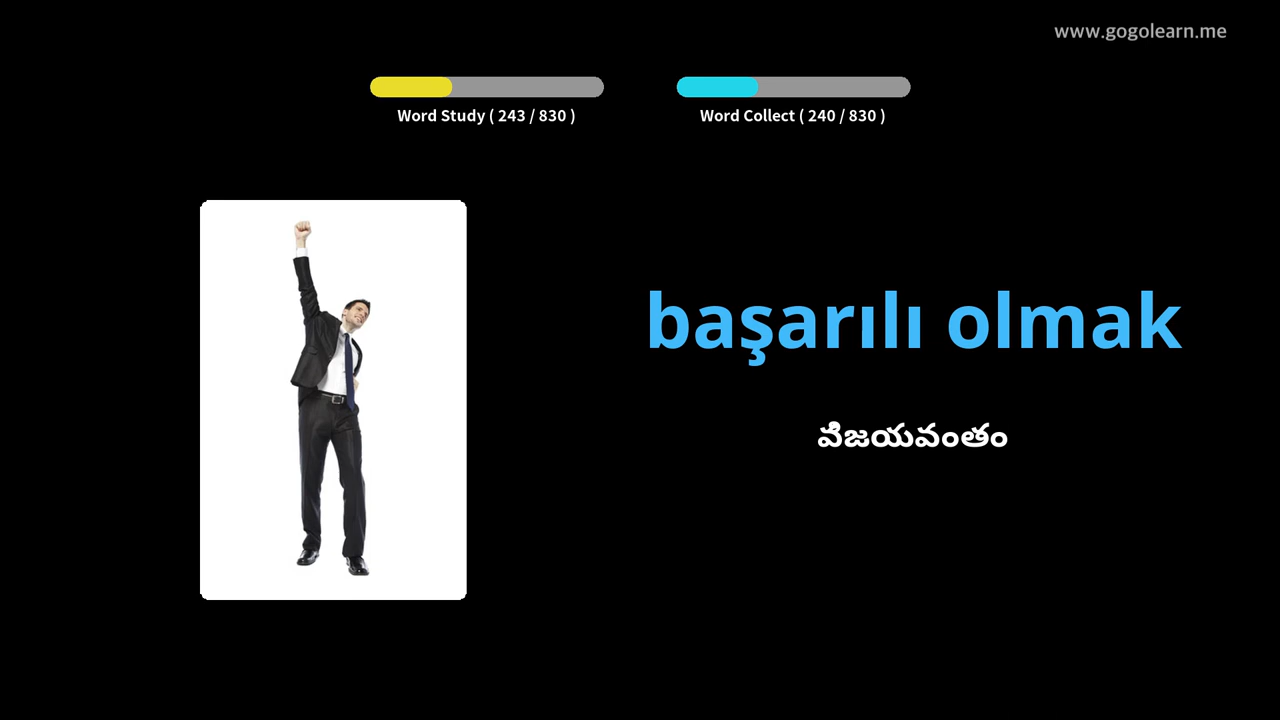 www.gogolearn.me
Word Study ( 243 / 830 )
Word Collect ( 240 / 830 )
başarılı olmak
విజయవంతం